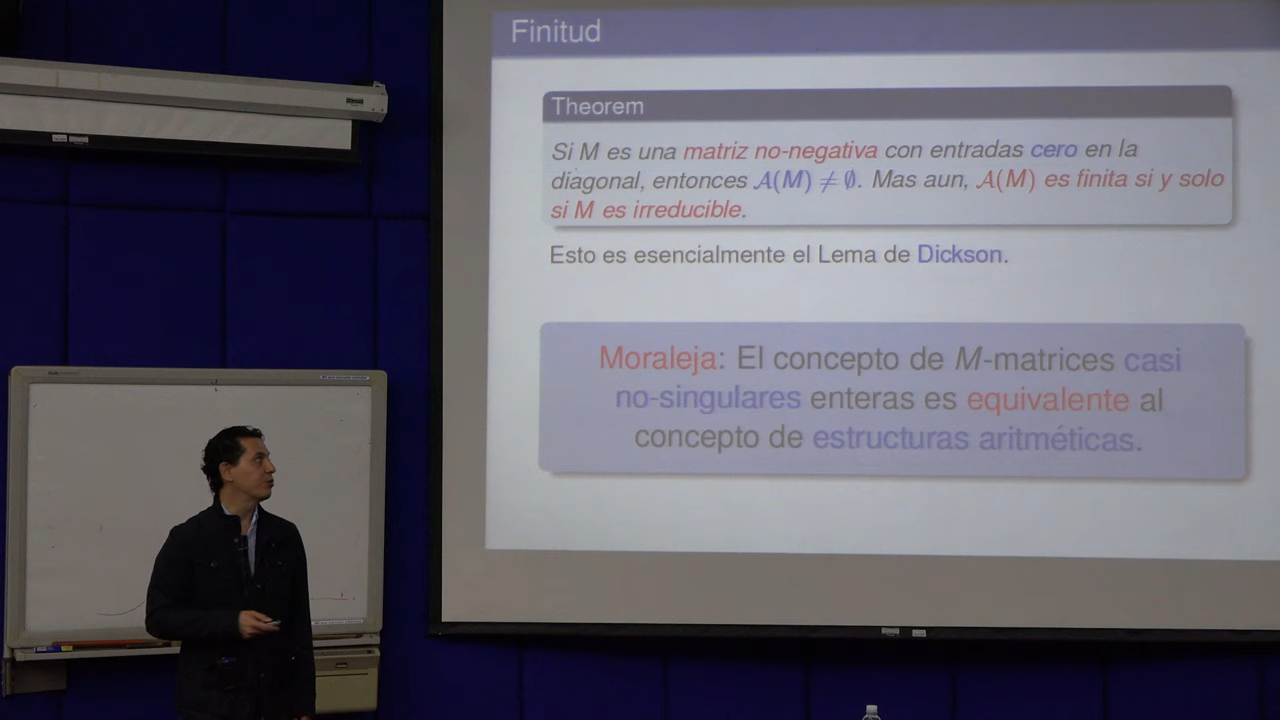 Finitud
Theorem
Si M es una matriz no-negativa con entradas cero en la
diagonal, entonces 𝒜(M) ≠ ∅. Mas aun, 𝒜(M) es finita si y solo
si M es irreducible.
Esto es esencialmente el Lema de Dickson.
Moraleja: El concepto de M-matrices casi
no-singulares enteras es equivalente al
concepto de estructuras aritméticas.